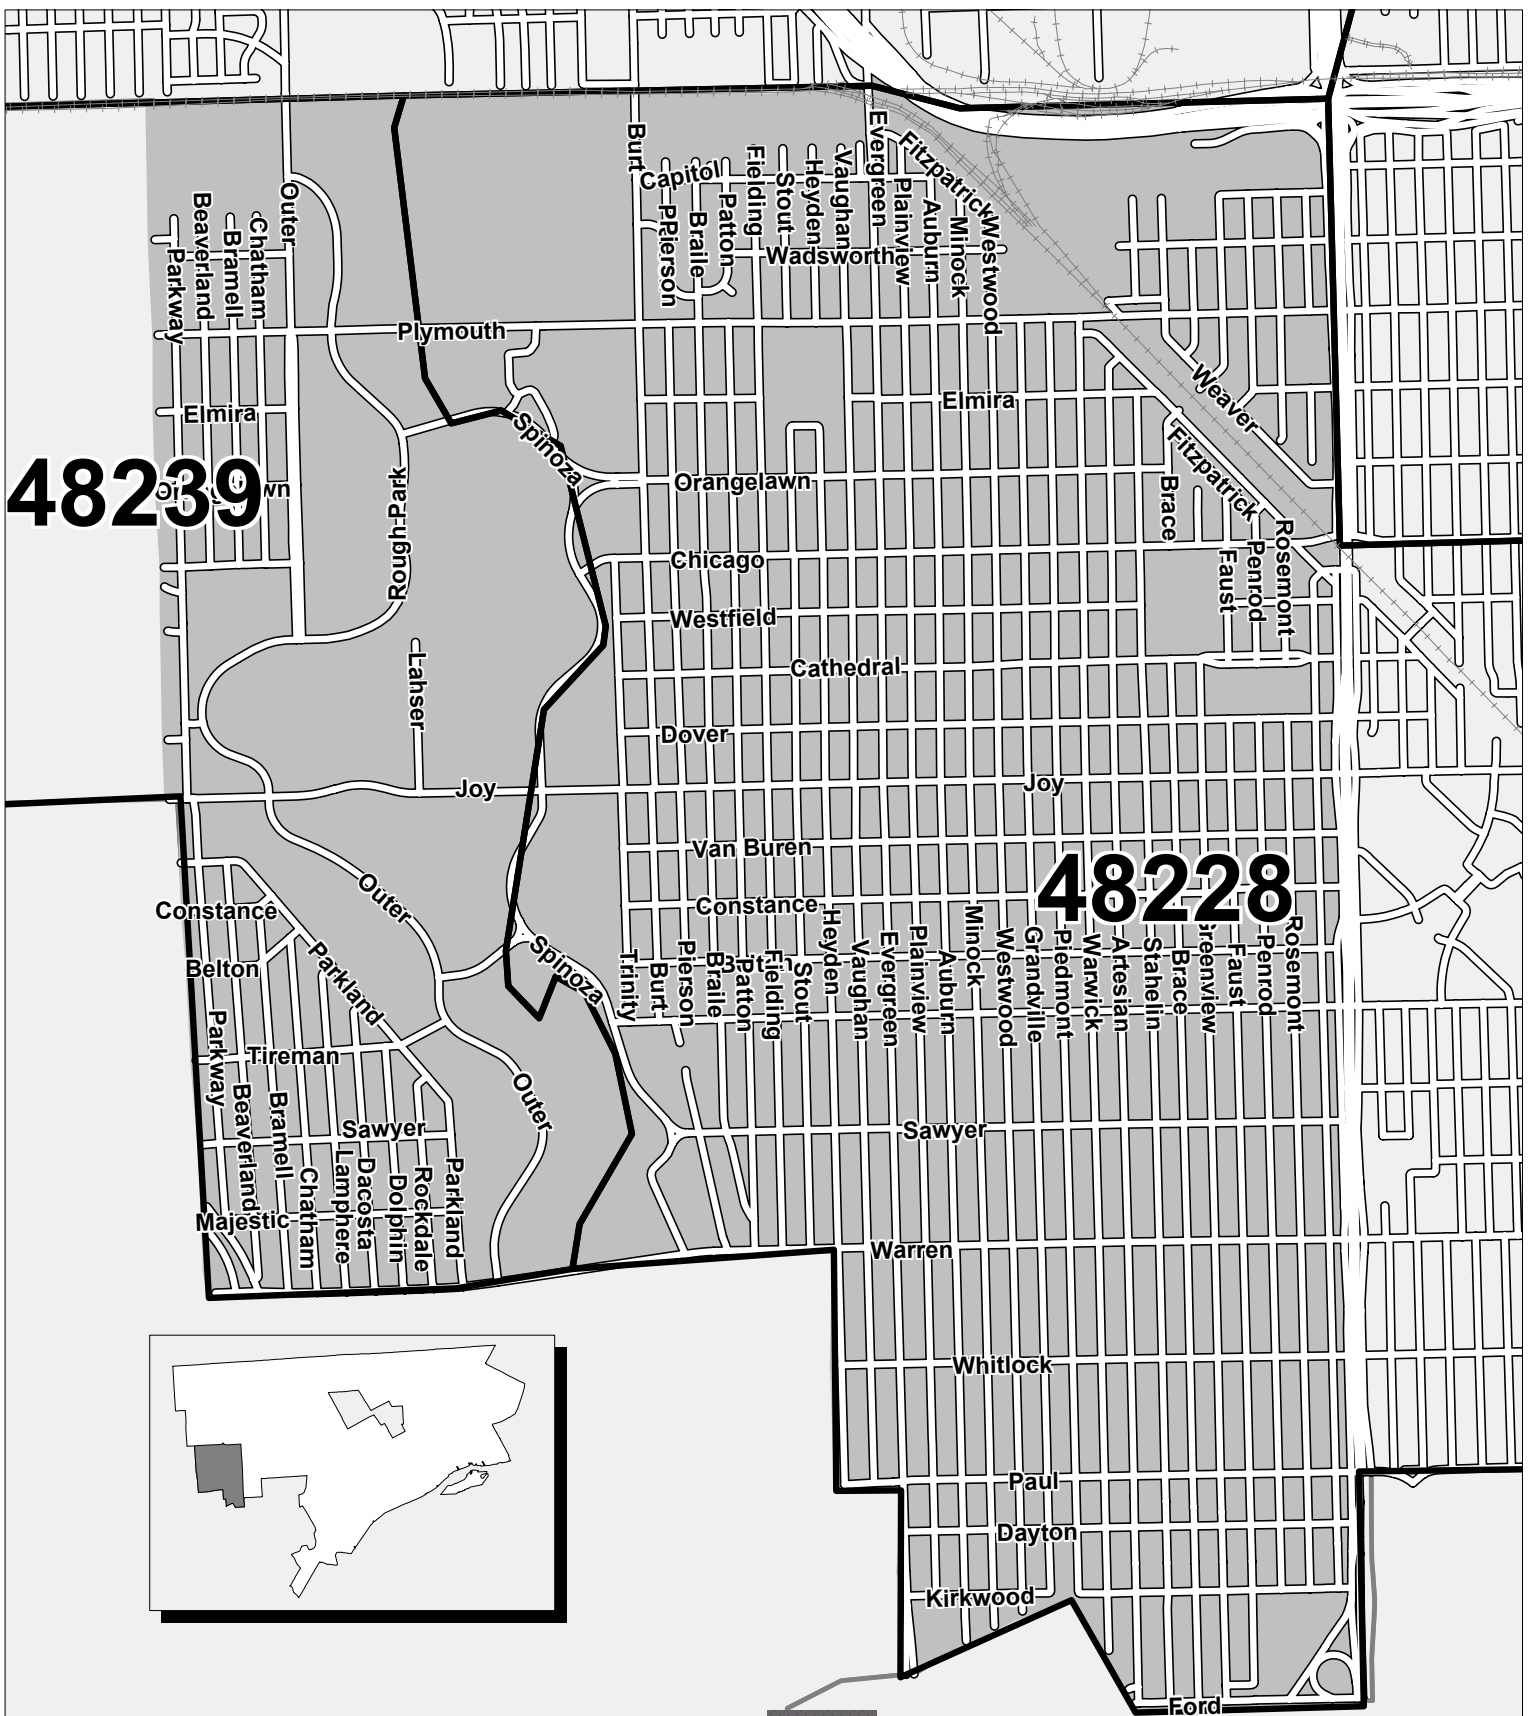 Burt
Evergreen
Fitzpatrick
Capitol
Fielding
Stout
Heyden
Vaughan
Plainview
Auburn
Minock
Westwood
Outer
Beaverland
Bramell
Chatham
Parkway
Pierson
Braile
Patton
Wadsworth
Plymouth
Weaver
Elmira
Elmira
Spinoza
Fitzpatrick
48239
Orangelawn
Brace
Rough Park
Rosemont
Penrod
Faust
Chicago
Westfield
Lahser
Cathedral
Dover
Joy
Joy
Van Buren
48228
Outer
Constance
Constance
Heyden
Minock
Rosemont
Parkland
Belton
Spinoza
Trinity
Burt
Pierson
Braile
Patton
Fielding
Stout
Vaughan
Evergreen
Plainview
Auburn
Westwood
Grandville
Piedmont
Warwick
Artesian
Stahelin
Brace
Greenview
Faust
Penrod
Parkway
Tireman
Outer
Beaverland
Bramell
Sawyer
Sawyer
Chatham
Lamphere
Dacosta
Dolphin
Rockdale
Parkland
Majestic
Warren
Whitlock
Paul
Dayton
Kirkwood
Ford